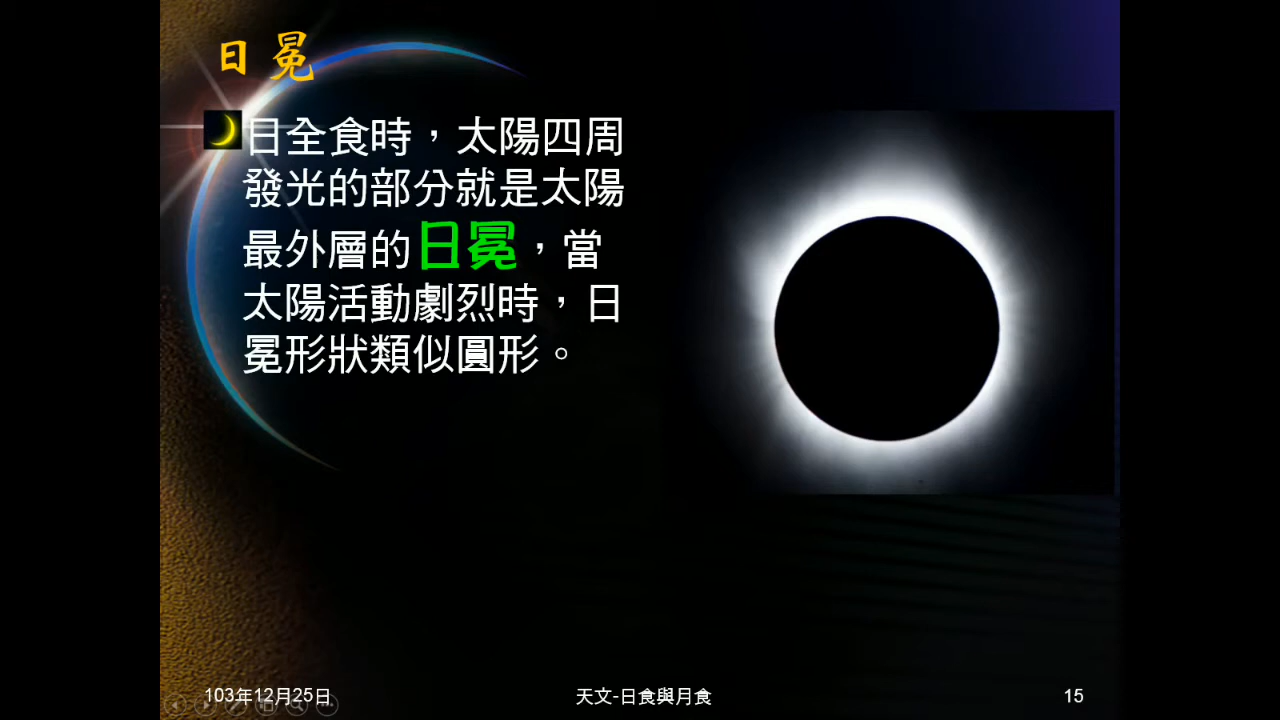 日冕
日全食時，太陽四周
發光的部分就是太陽
最外層的日冕，當
太陽活動劇烈時，日
冕形狀類似圓形。
103年12月25日
天文-日食與月食
15